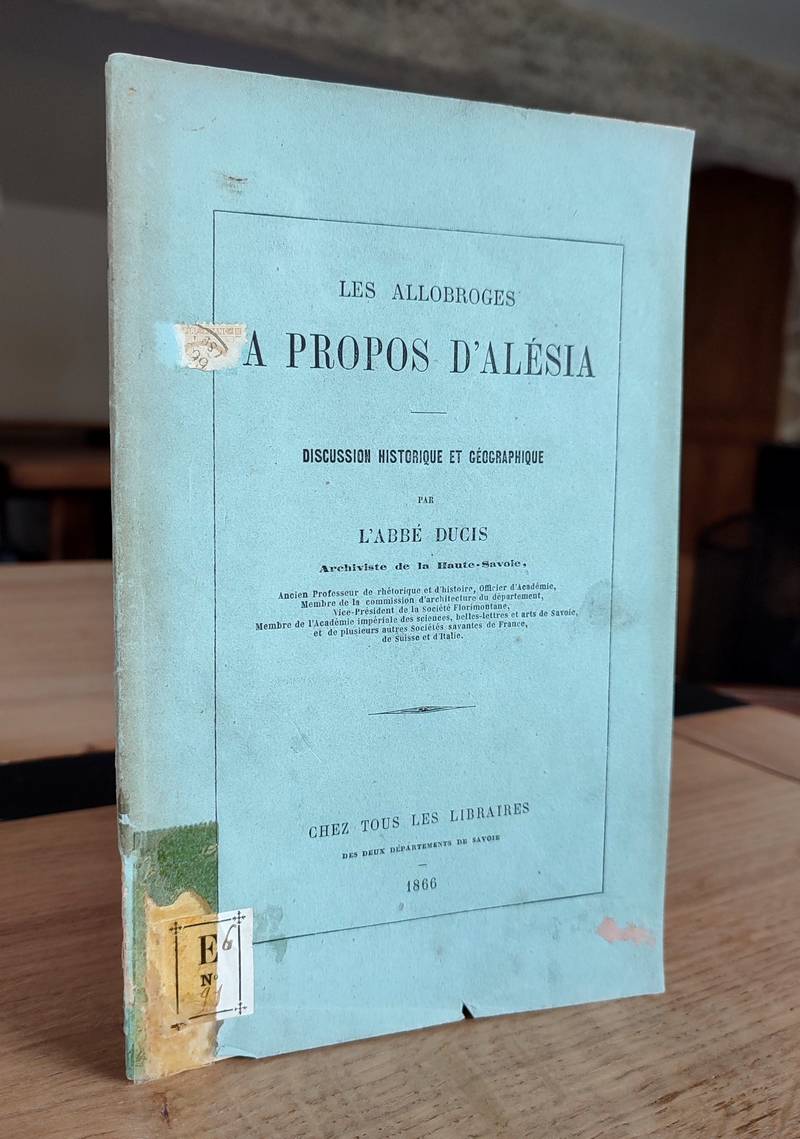 LES ALLOBROGES
A PROPOS D'ALÉSIA
DISCUSSION HISTORIQUE ET GÉOGRAPHIQUE
PAR
L'ABBÉ DUCIS
Archiviste de la Haute-Savoie,
Ancien Professeur de rhétorique et d'histoire, Officier d'Académie,
Membre de la commission d'architecture du département,
Vice-Président de la Société Florimontane,
Membre de l'Académie impériale des sciences, belles-lettres et arts de Savoie,
et de plusieurs autres Sociétés savantes de France,
de Suisse et d'Italie.
CHEZ TOUS LES LIBRAIRES
DES DEUX DÉPARTEMENTS DE SAVOIE
1866
E 6
No